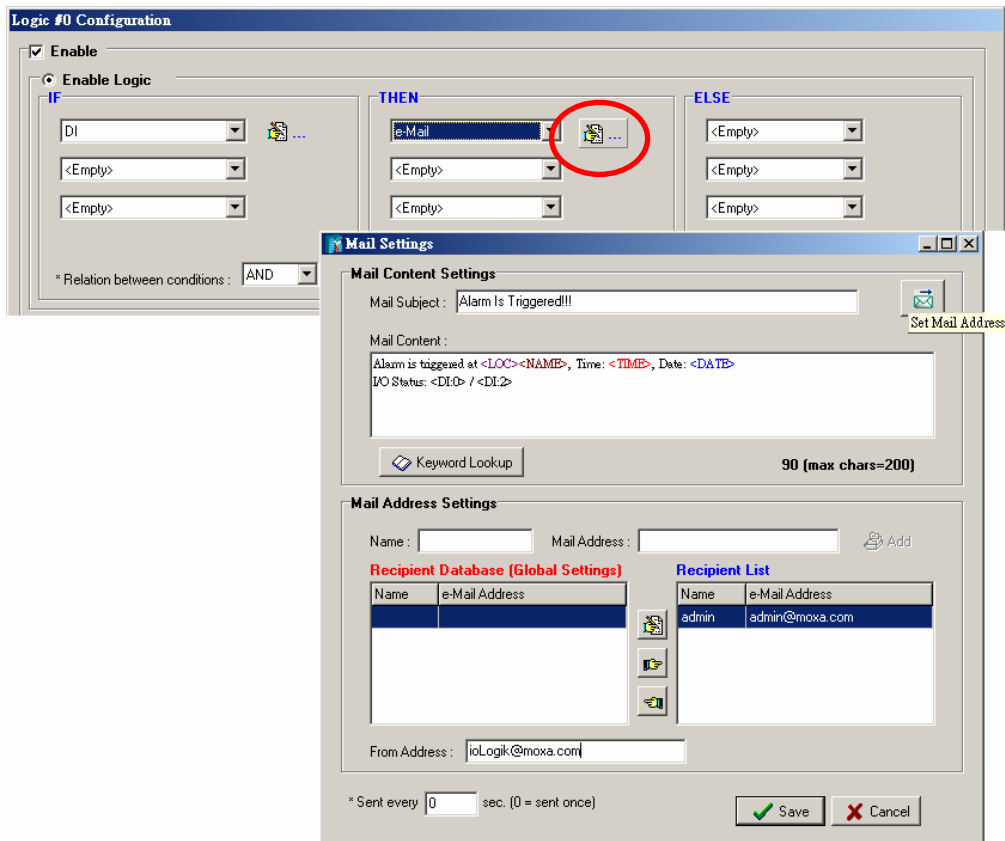 Logic #0 Configuration
Enable
Enable Logic
IF
THEN
ELSE
DI
...
e-Mail
...
<Empty>
<Empty>
<Empty>
<Empty>
<Empty>
<Empty>
<Empty>
* Relation between conditions : AND
Mail Settings
Mail Content Settings
Mail Subject : Alarm Is Triggered!!!
Set Mail Address
Mail Content :
Alarm is triggered at <LOC><NAME>, Time: <TIME>, Date: <DATE>
I/O Status: <DI:0> / <DI:2>
Keyword Lookup
90 (max chars=200)
Mail Address Settings
Name :
Mail Address :
Add
Recipient Database (Global Settings)
Recipient List
Name e-Mail Address
Name e-Mail Address
admin admin@moxa.com
From Address : ioLogik@moxa.com
* Sent every 0 sec. (0 = sent once)
Save
Cancel